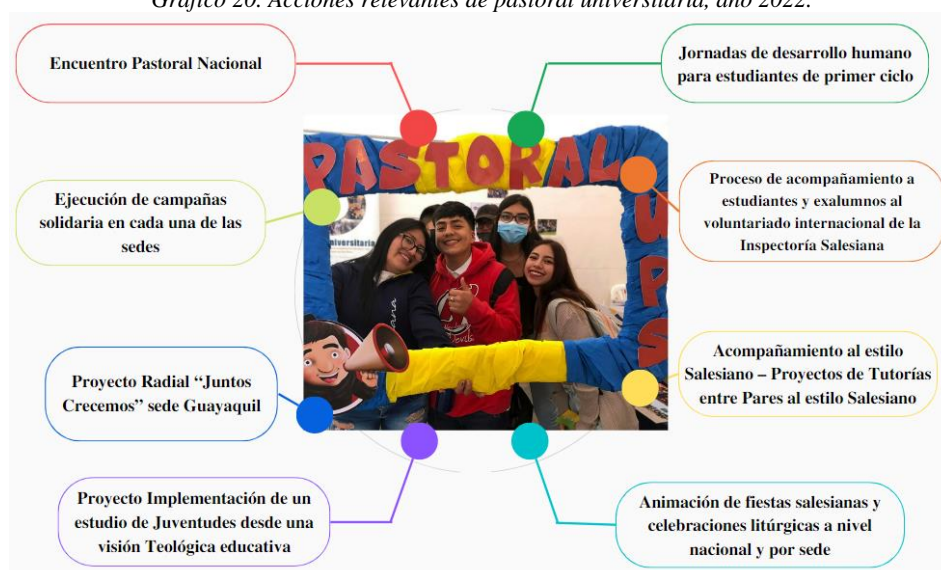 Gráfico 20. Acciones relevantes de pastoral universitaria, año 2022.
Encuentro Pastoral Nacional
Jornadas de desarrollo humano
para estudiantes de primer ciclo
Ejecución de campañas
solidaria en cada una de las
sedes
Proceso de acompañamiento a
estudiantes y exalumnos al
voluntariado internacional de la
Inspectoría Salesiana
PASTORAL
UPS
universitaria
Proyecto Radial “Juntos
Crecemos” sede Guayaquil
Acompañamiento al estilo
Salesiano – Proyectos de Tutorías
entre Pares al estilo Salesiano
Proyecto Implementación de un
estudio de Juventudes desde una
visión Teológica educativa
Animación de fiestas salesianas y
celebraciones litúrgicas a nivel
nacional y por sede